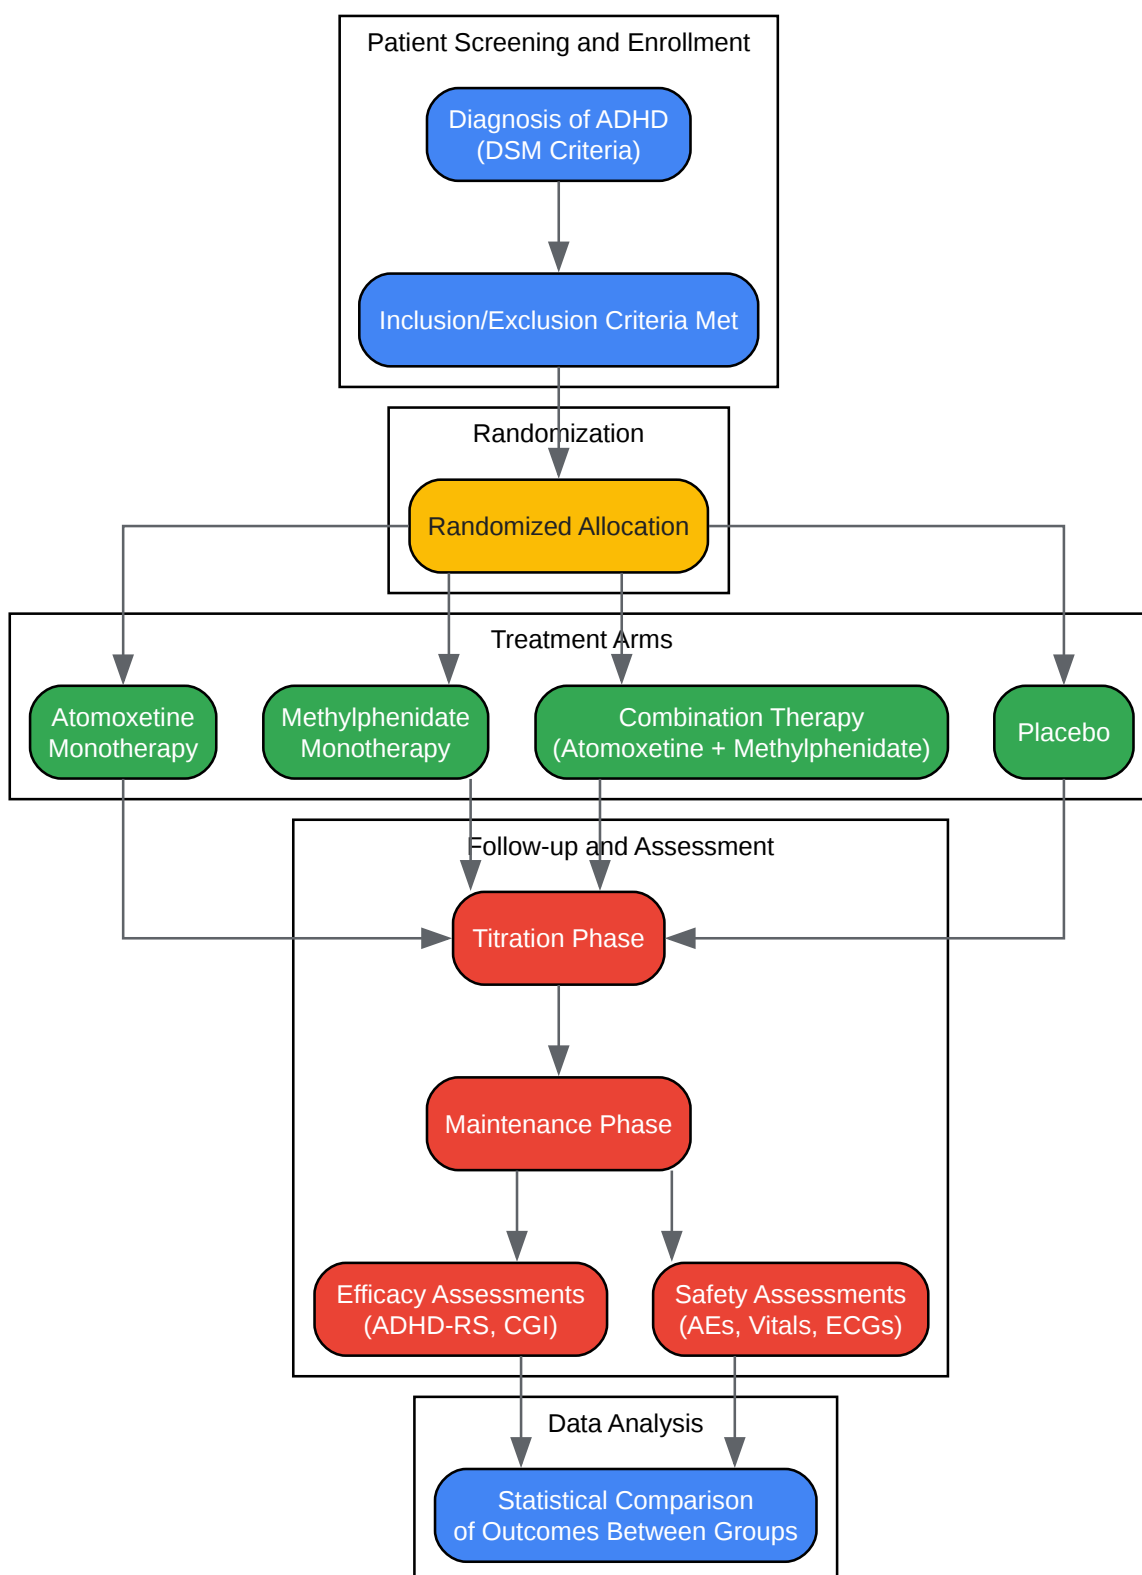 Patient Screening and Enrollment
Diagnosis of ADHD
(DSM Criteria)
Inclusion/Exclusion Criteria Met
Randomization
Randomized Allocation
Treatment Arms
Atomoxetine
Monotherapy
Methylphenidate
Monotherapy
Combination Therapy
(Atomoxetine + Methylphenidate)
Placebo
Follow-up and Assessment
Titration Phase
Maintenance Phase
Efficacy Assessments
(ADHD-RS, CGI)
Safety Assessments
(AEs, Vitals, ECGs)
Data Analysis
Statistical Comparison
of Outcomes Between Groups